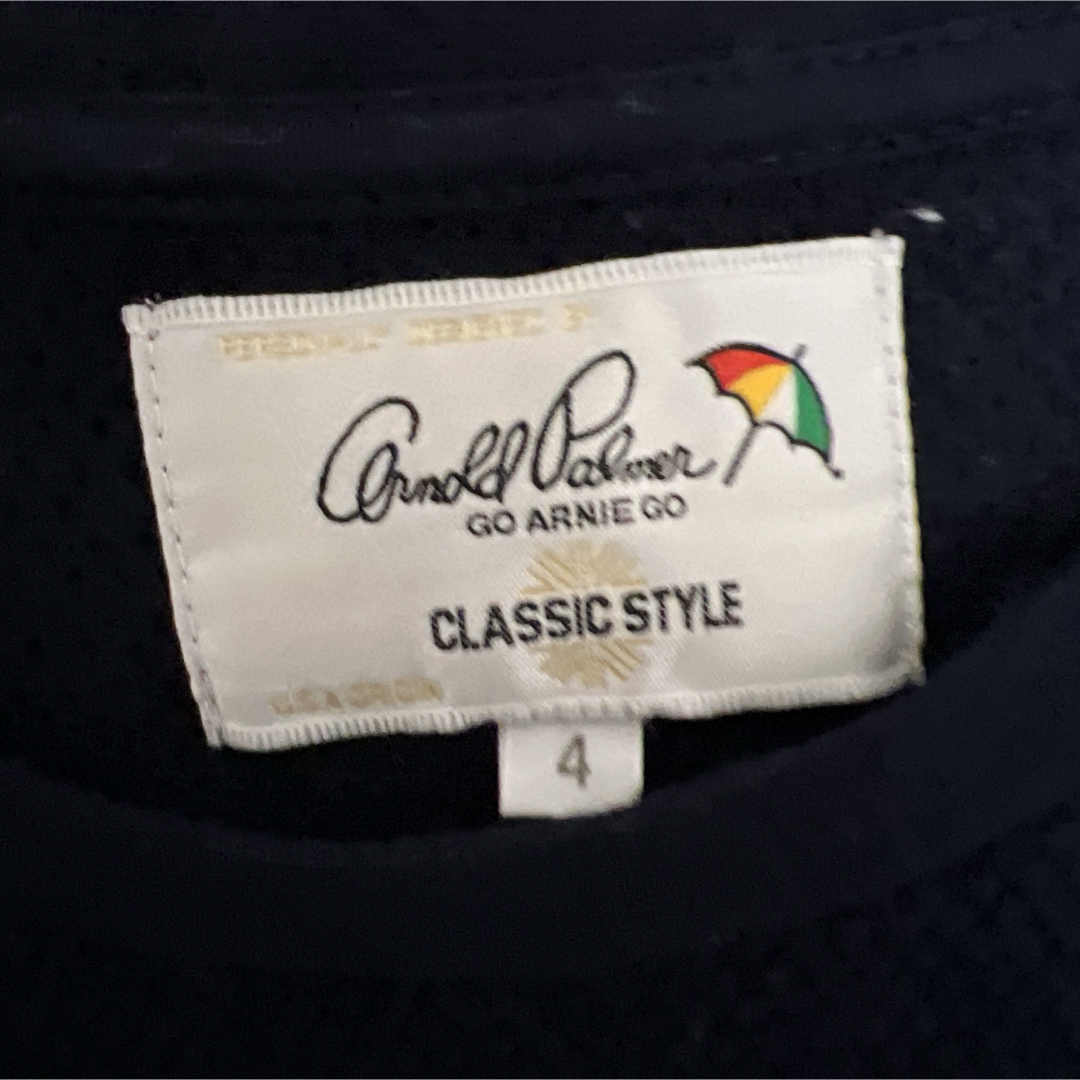 Arnold Palmer
GO ARNIE GO
CLASSIC STYLE
4